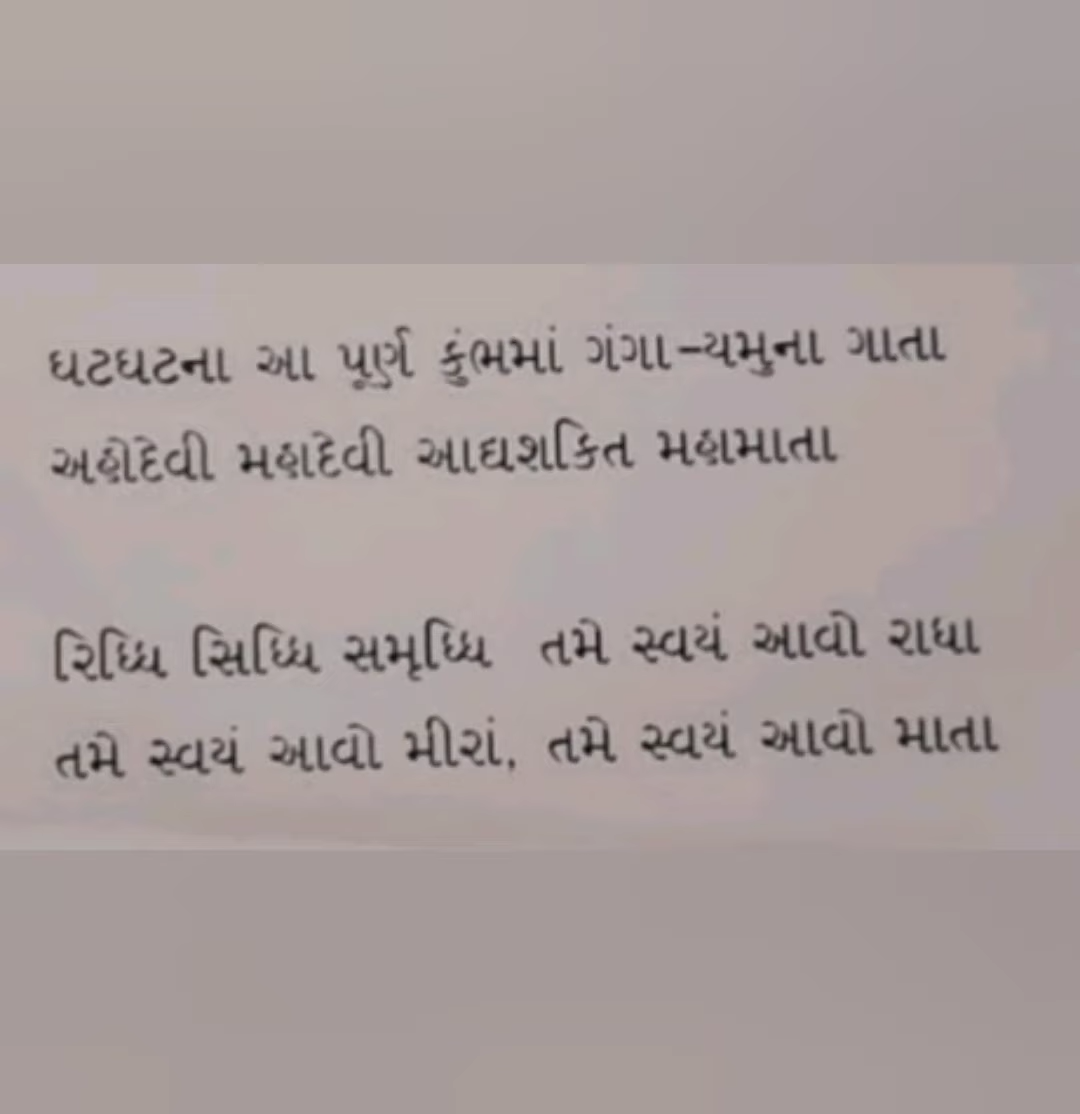 ઘટઘટના આ પૂર્ણ કુંભમાં ગંગા-યમુના ગાતા
અહોદેવી મહાદેવી આદ્યશકિત મહામાતા
રિધ્ધિ સિધ્ધિ સમૃધ્ધિ તમે સ્વયં આવો રાધા
તમે સ્વયં આવો મીરાં, તમે સ્વયં આવો માતા